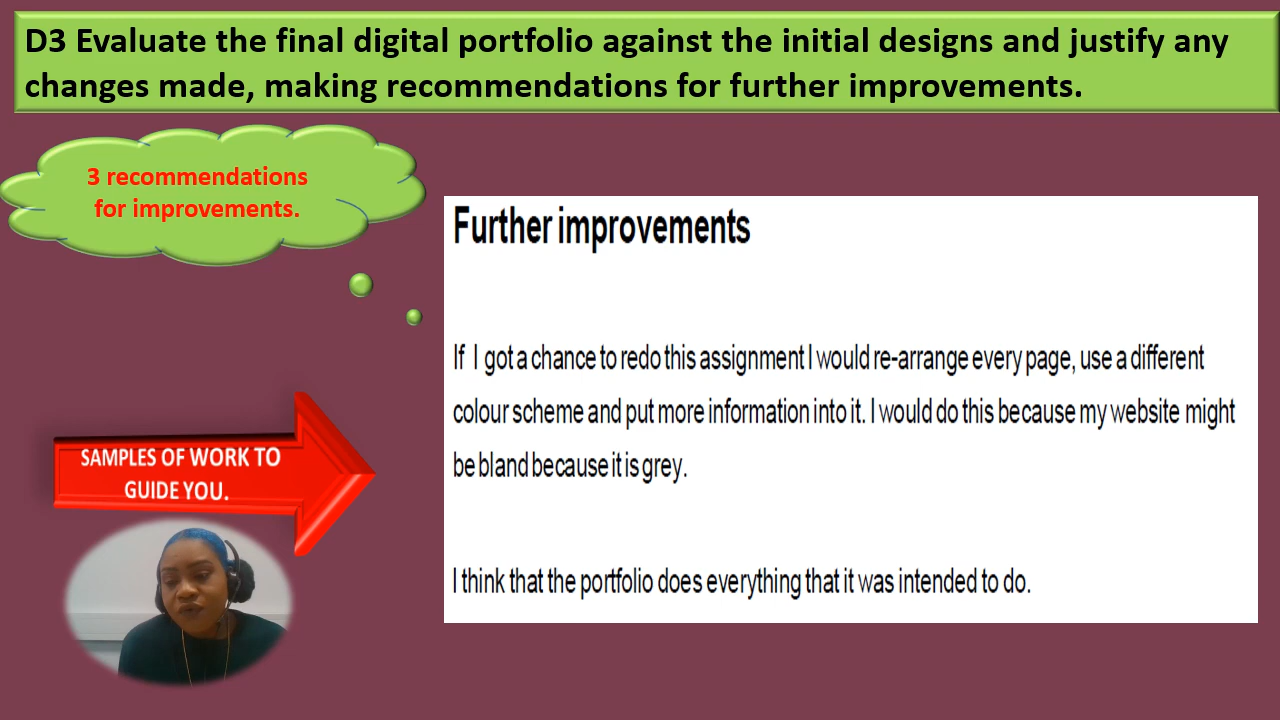 D3 Evaluate the final digital portfolio against the initial designs and justify any
changes made, making recommendations for further improvements.
3 recommendations
for improvements.
SAMPLES OF WORK TO
GUIDE YOU.
Further improvements
If I got a chance to redo this assignment I would re-arrange every page, use a different
colour scheme and put more information into it. I would do this because my website might
be bland because it is grey.
I think that the portfolio does everything that it was intended to do.